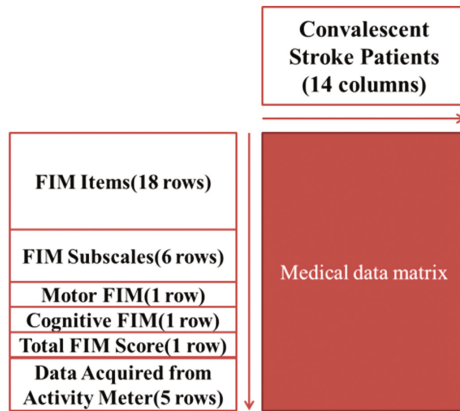 Convalescent
Stroke Patients
(14 columns)
FIM Items(18 rows)
FIM Subscales(6 rows)
Motor FIM(1 row)
Cognitive FIM(1 row)
Total FIM Score(1 row)
Data Acquired from
Activity Meter(5 rows)
Medical data matrix